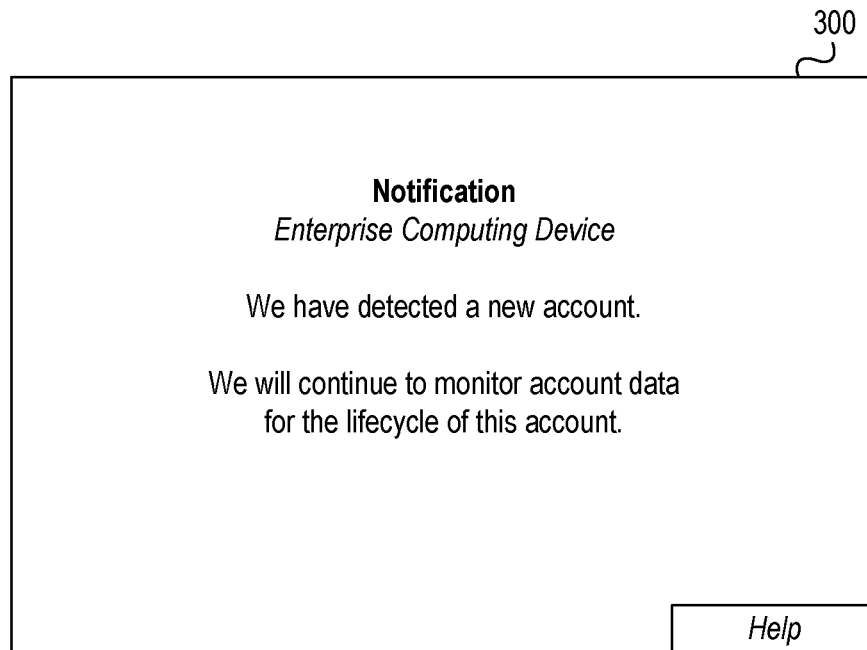 300
Notification
Enterprise Computing Device
We have detected a new account.
We will continue to monitor account data
for the lifecycle of this account.
Help